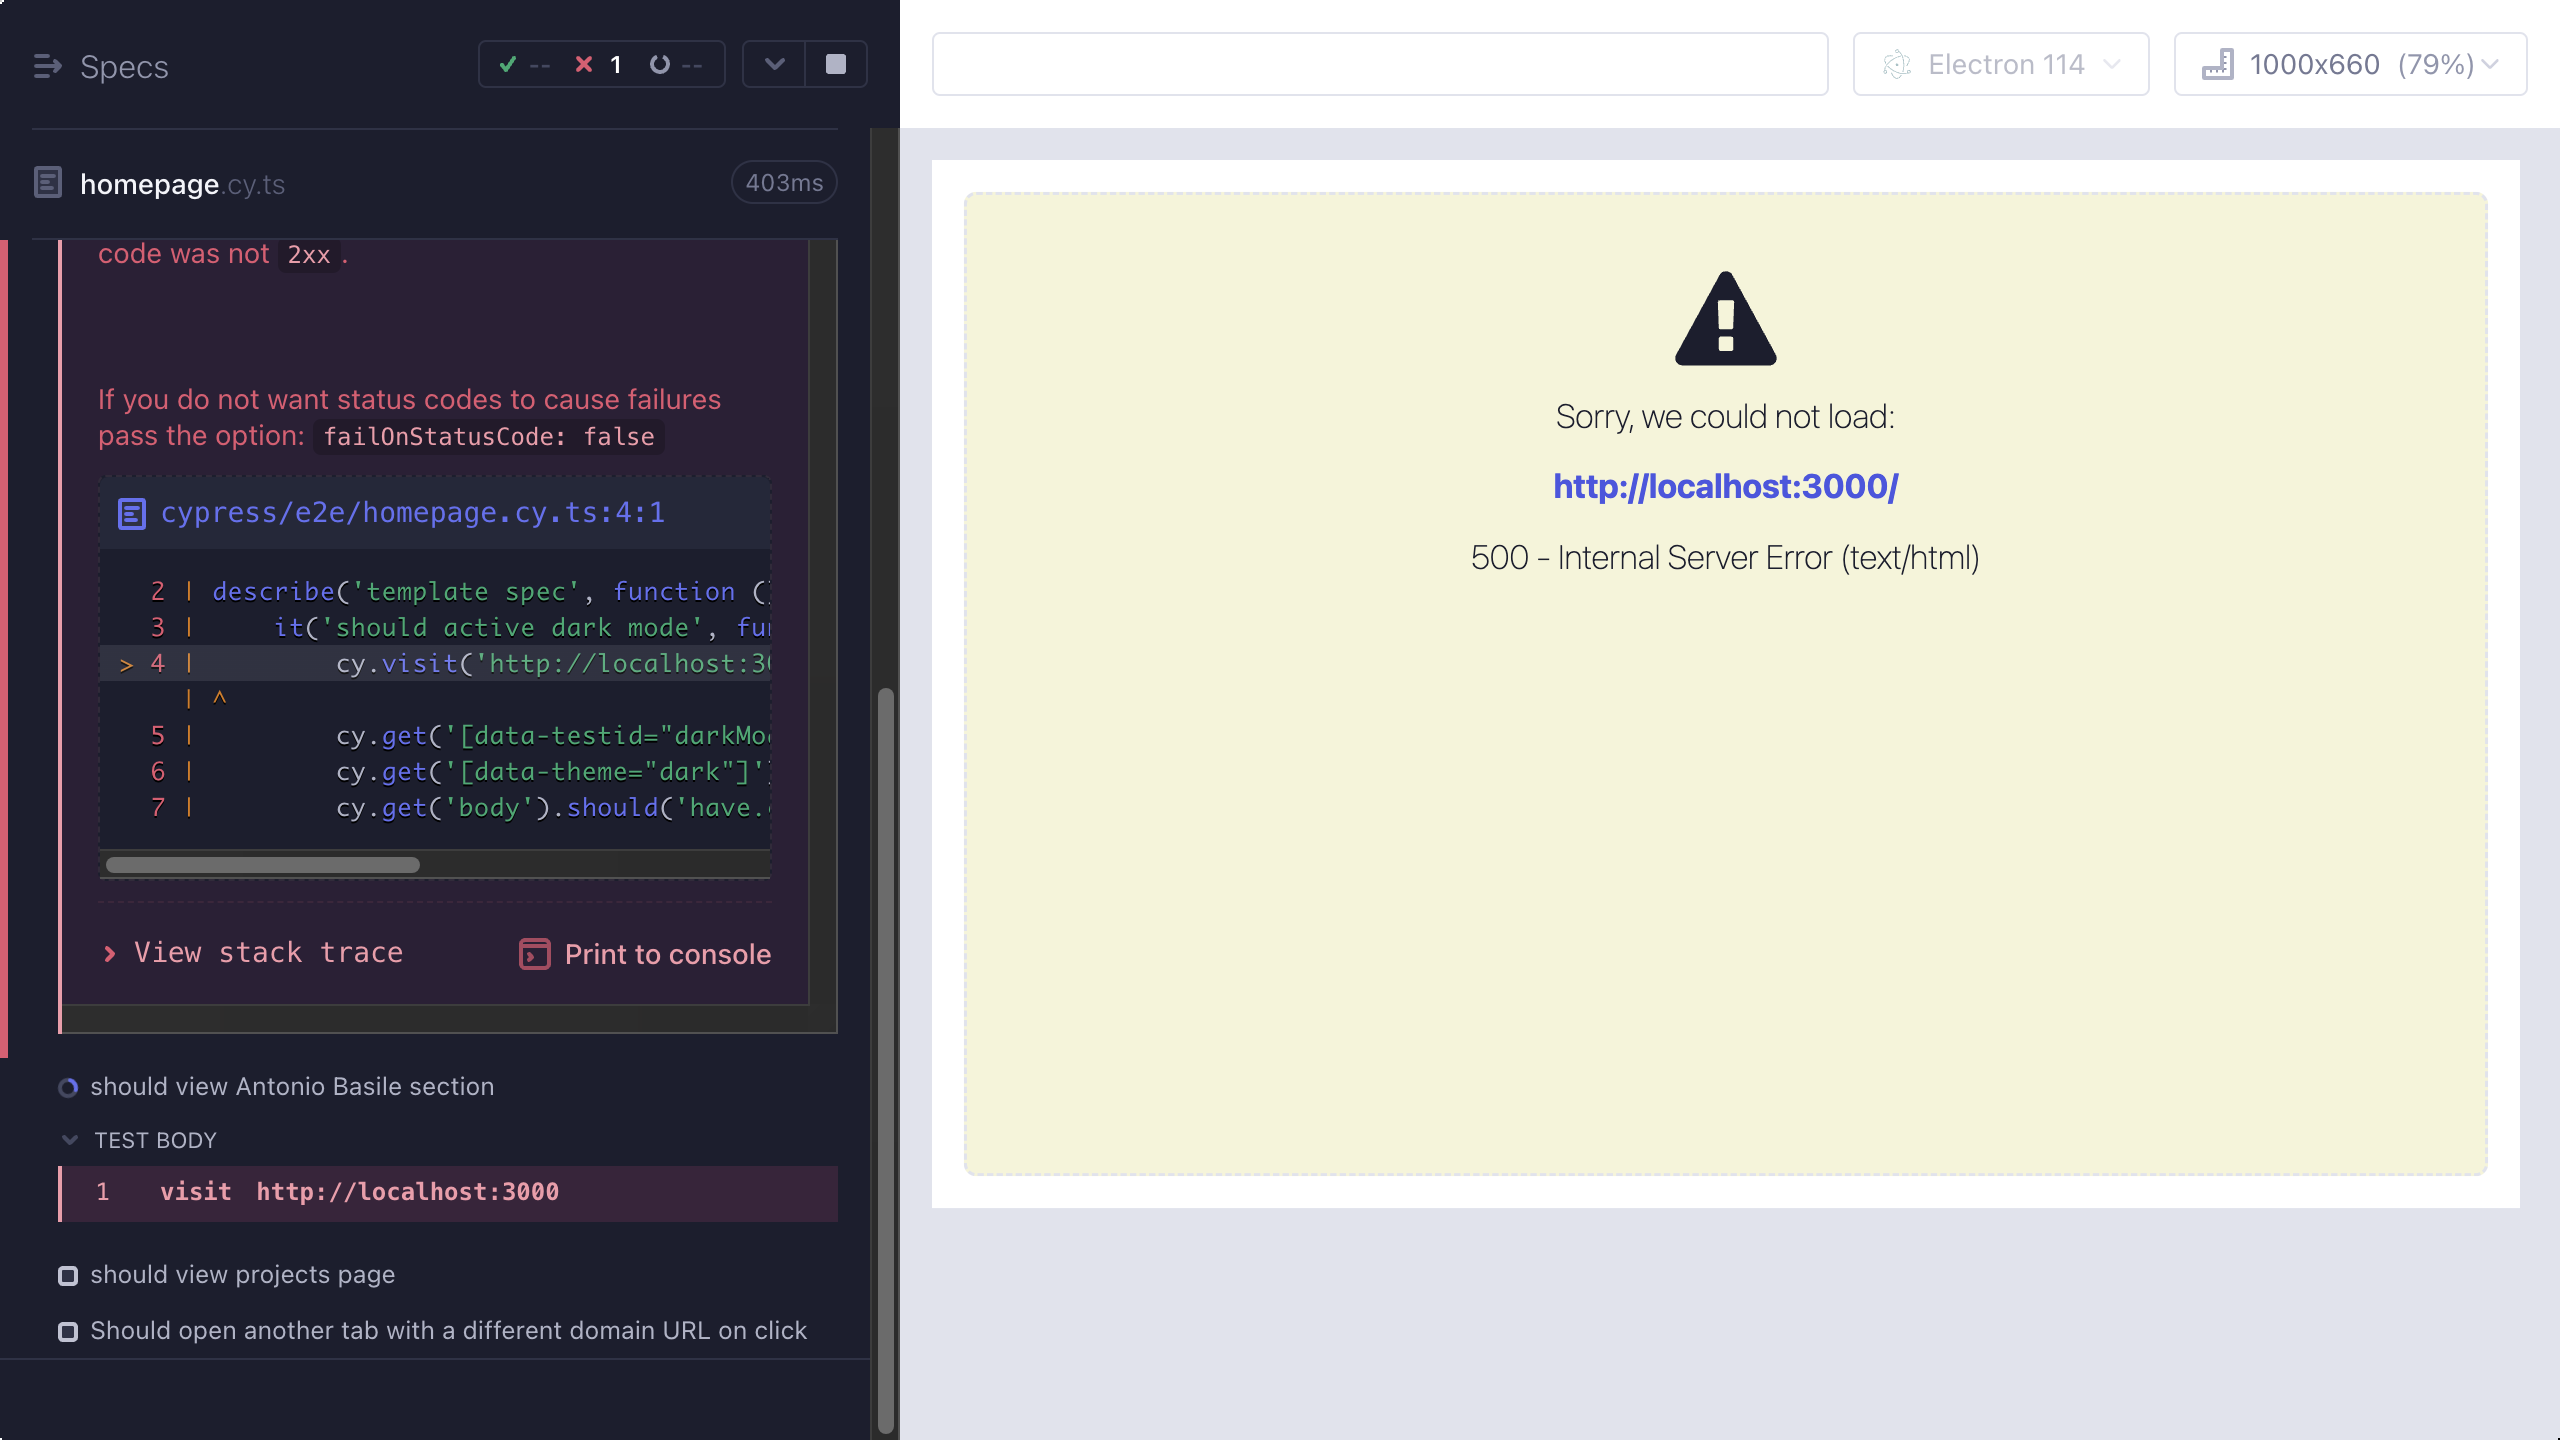 Specs
-- 1 --
homepage.cy.ts
403ms
code was not 2xx .
If you do not want status codes to cause failures
pass the option: failOnStatusCode: false
cypress/e2e/homepage.cy.ts:4:1
2 | describe('template spec', function ()
3 | it('should active dark mode', fun
> 4 | cy.visit('http://localhost:30
| ^
5 | cy.get('[data-testid="darkMod
6 | cy.get('[data-theme="dark"]')
7 | cy.get('body').should('have.
View stack trace
Print to console
should view Antonio Basile section
TEST BODY
1 visit http://localhost:3000
should view projects page
Should open another tab with a different domain URL on click
Electron 114
1000x660 (79%)
Sorry, we could not load:
http://localhost:3000/
500 - Internal Server Error (text/html)